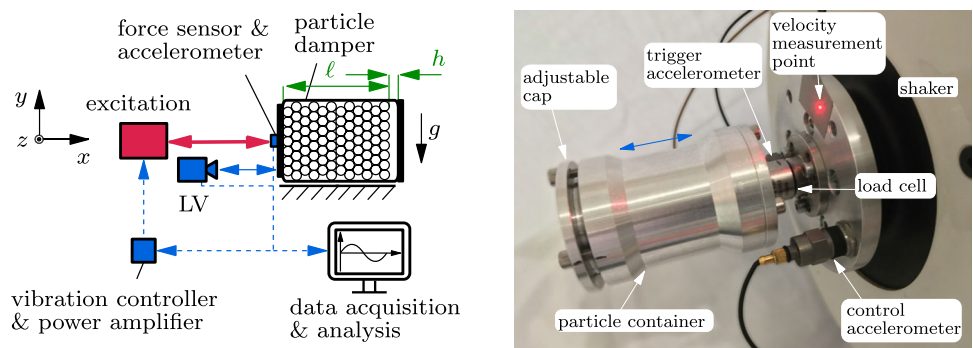 force sensor &
accelerometer
particle
damper
ℓ
h
y
z
x
excitation
g
LV
vibration controller
& power amplifier
data acquisition
& analysis
velocity
measurement
point
trigger
accelerometer
adjustable
cap
shaker
load cell
particle container
control
accelerometer